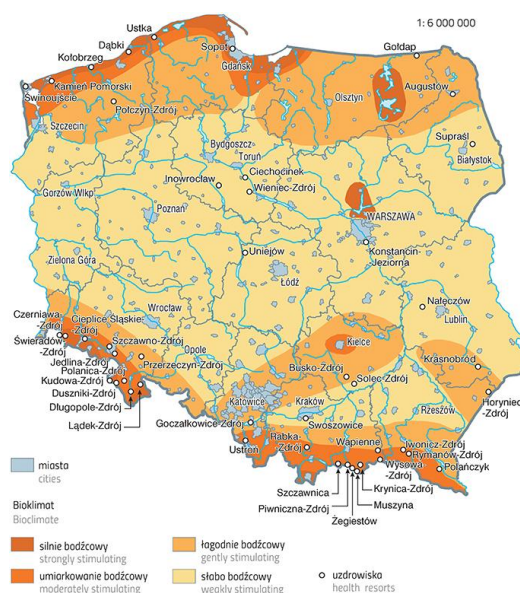 1: 6 000 000
Ustka
Dąbki
Sopot
Gołdap
Kołobrzeg
Gdańsk
Kamień Pomorski
Olsztyn
Augustów
Świnoujście
Połczyn-Zdrój
Szczecin
Supraśl
Bydgoszcz
Toruń
Białystok
Ciechocinek
Inowrocław
Wieniec-Zdrój
Gorzów Wlkp.
Poznań
WARSZAWA
Konstancin-
Jeziorna
Uniejów
Zielona Góra
Łódź
Nałęczów
Lublin
Czerniawa-
-Zdrój
Cieplice Śląskie-
-Zdrój
Wrocław
Świeradów
-Zdrój
Szczawno-Zdrój
Kielce
Jedlina-Zdrój
Opole
Krasnobród
Polanica-Zdrój
Przerzeczyn-Zdrój
Busko-Zdrój
Kudowa-Zdrój
Solec-Zdrój
Duszniki-Zdrój
Katowice
Kraków
Horyniec
-Zdrój
Długopole-Zdrój
Rzeszów
Goczałkowice-Zdrój
Swoszowice
Lądek-Zdrój
Rabka-
-Zdrój
Wapienne
Iwonicz-Zdrój
Ustroń
Rymanów-Zdrój
Wysowa
-Zdrój
Polańczyk
miasta
cities
Szczawnica
Krynica-Zdrój
Piwniczna-Zdrój
Muszyna
Żegiestów
Bioklimat
Bioclimate
silnie bodźcowy
strongly stimulating
łagodnie bodźcowy
gently stimulating
umiarkowanie bodźcowy
moderately stimulating
słabo bodźcowy
weakly stimulating
uzdrowiska
health resorts